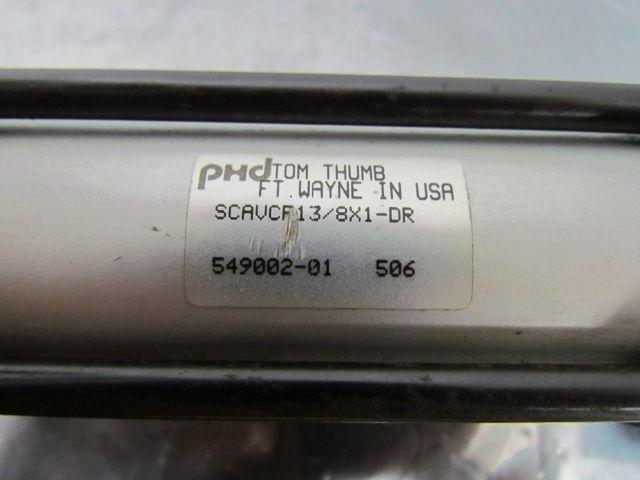 PHD TOM THUMB
FT.WAYNE IN USA
SCAVCF13/8X1-DR
549002-01 506